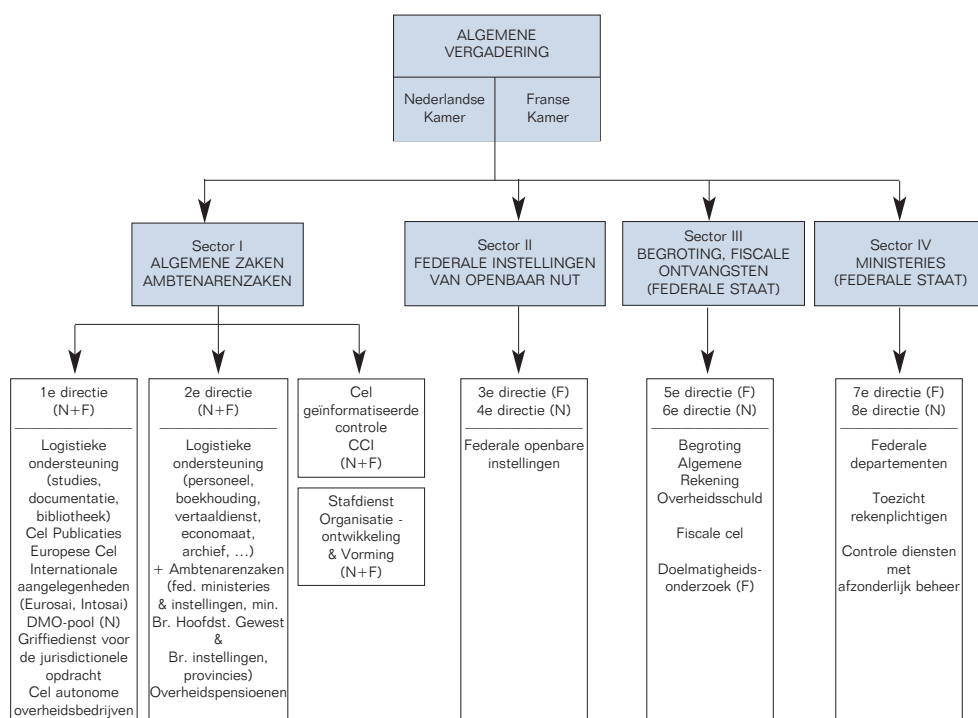 ALGEMENE
VERGADERING
Nederlandse
Kamer
Franse
Kamer
Sector I
ALGEMENE ZAKEN
AMBTENARENZAKEN
Sector II
FEDERALE INSTELLINGEN
VAN OPENBAAR NUT
Sector III
BEGROTING, FISCALE
ONTVANGSTEN
(FEDERALE STAAT)
Sector IV
MINISTERIES
(FEDERALE STAAT)
1e directie
(N+F)
Logistieke
ondersteuning
(studies,
documentatie,
bibliotheek)
Cel Publicaties
Europese Cel
Internationale
aangelegenheden
(Eurosai, Intosai)
DMO-pool (N)
Griffiedienst voor
de jurisdictionele
opdracht
Cel autonome
overheidsbedrijven
2e directie
(N+F)
Logistieke
ondersteuning
(personeel,
boekhouding,
vertaaldienst,
economaat,
archief, ...)
+ Ambtenarenzaken
(fed. ministeries
& instellingen, min.
Br. Hoofdst. Gewest
&
Br. instellingen,
provincies)
Overheidspensioenen
Cel
geïnformatiseerde
controle
CCI
(N+F)
Stafdienst
Organisatie -
ontwikkeling
& Vorming
(N+F)
3e directie (F)
4e directie (N)
Federale openbare
instellingen
5e directie (F)
6e directie (N)
Begroting
Algemene
Rekening
Overheidsschuld
Fiscale cel
Doelmatigheids-
onderzoek (F)
7e directie (F)
8e directie (N)
Federale
departementen
Toezicht
rekenplichtigen
Controle diensten
met
afzonderlijk beheer